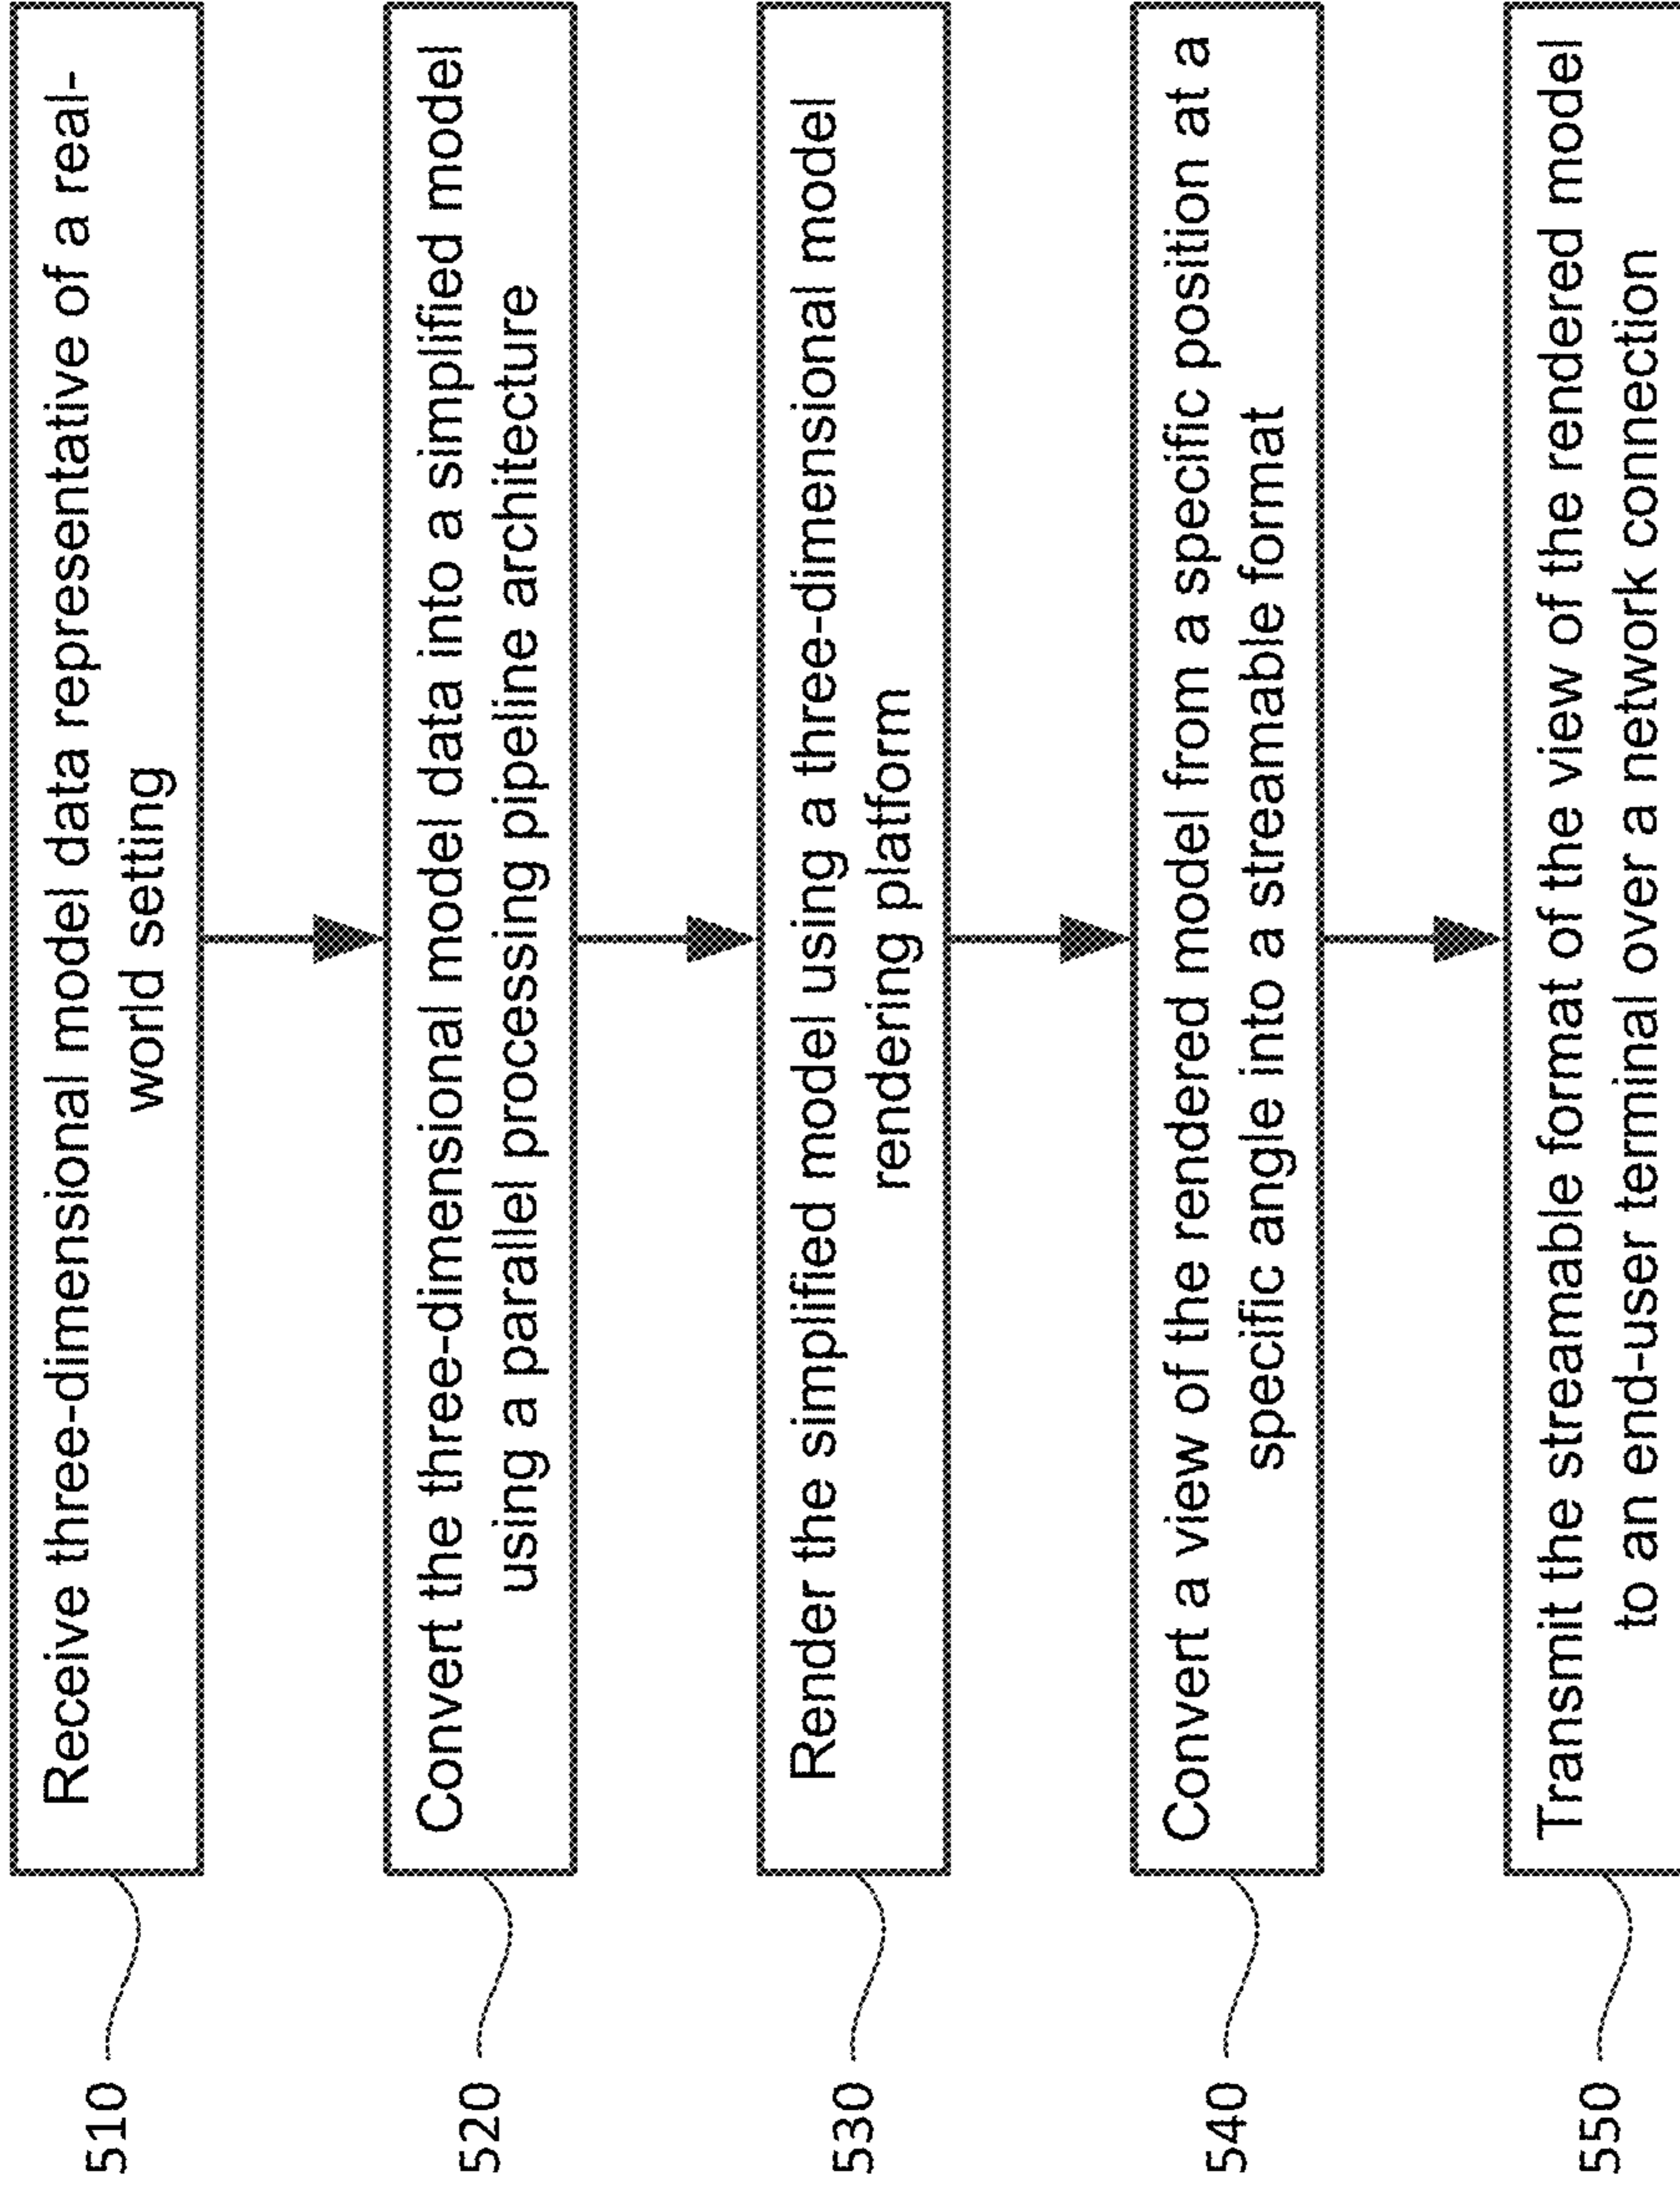 510
Receive three-dimensional model data representative of a real-
world setting
520
Convert the three-dimensional model data into a simplified model
using a parallel processing pipeline architecture
530
Render the simplified model using a three-dimensional model
rendering platform
540
Convert a view of the rendered model from a specific position at a
specific angle into a streamable format
550
Transmit the streamable format of the view of the rendered model
to an end-user terminal over a network connection